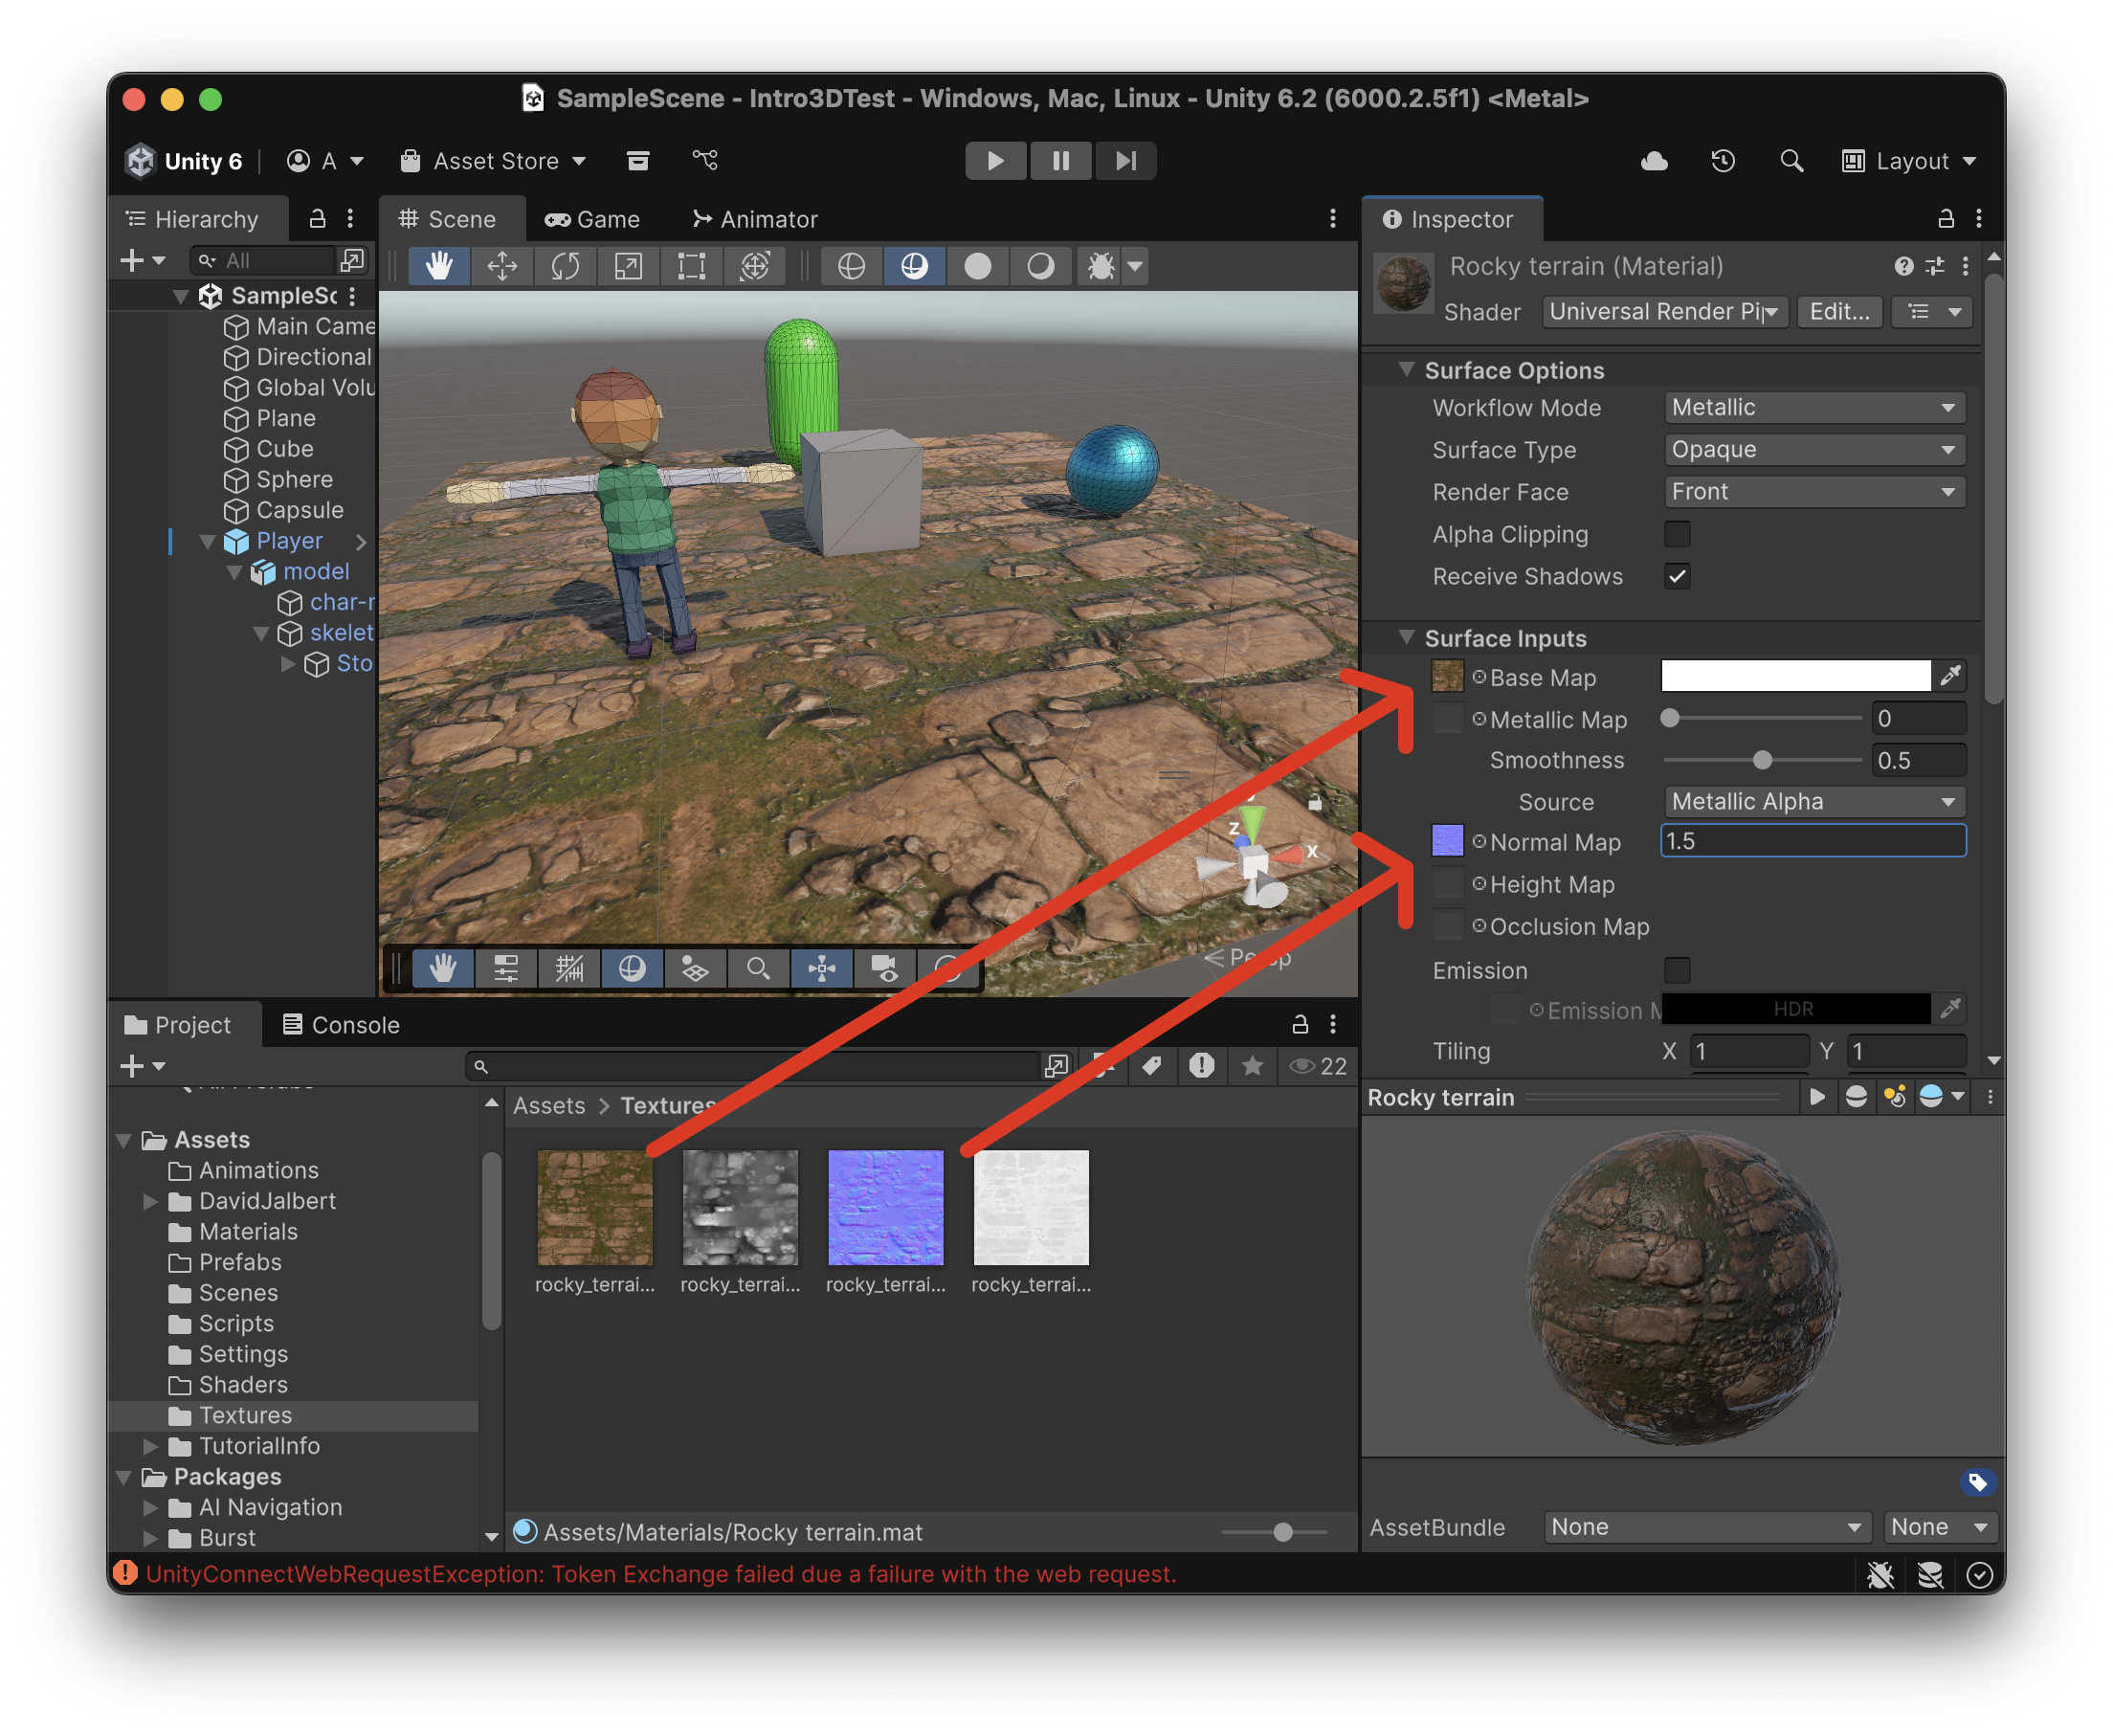 SampleScene - Intro3DTest - Windows, Mac, Linux - Unity 6.2 (6000.2.5f1) <Metal>
Unity 6
A
Asset Store
Layout
Hierarchy
All
SampleSc
Main Came
Directional
Global Volu
Plane
Cube
Sphere
Capsule
Player
model
char-r
skelet
Sto
Scene
Game
Animator
z
x
Persp
Inspector
Rocky terrain (Material)
Shader
Universal Render Pi
Edit...
Surface Options
Workflow Mode
Metallic
Surface Type
Opaque
Render Face
Front
Alpha Clipping
Receive Shadows
Surface Inputs
Base Map
Metallic Map
0
Smoothness
0.5
Source
Metallic Alpha
Normal Map
1.5
Height Map
Occlusion Map
Emission
Emission M
HDR
Tiling
X
1
Y
1
Rocky terrain
AssetBundle
None
None
Project
Console
22
Assets
Animations
DavidJalbert
Materials
Prefabs
Scenes
Scripts
Settings
Shaders
Textures
TutorialInfo
Packages
AI Navigation
Burst
Assets > Textures
rocky_terrai...
rocky_terrai...
rocky_terrai...
rocky_terrai...
Assets/Materials/Rocky terrain.mat
UnityConnectWebRequestException: Token Exchange failed due a failure with the web request.